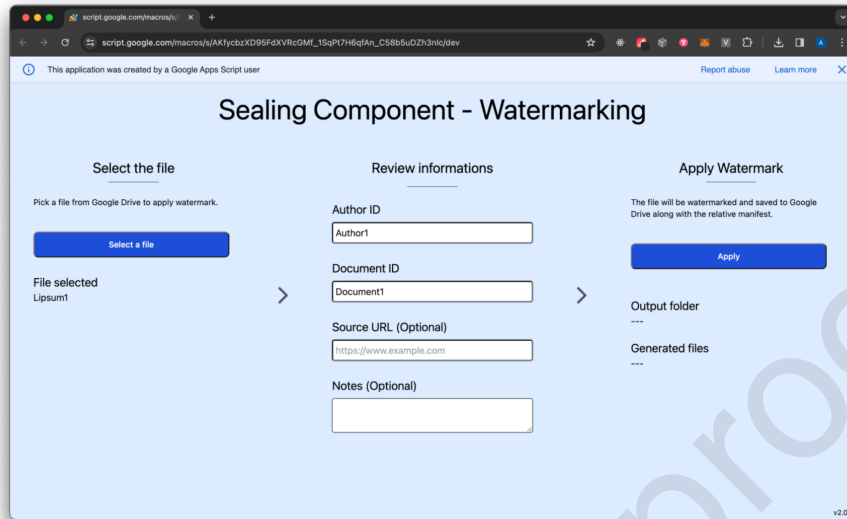 script.google.com/macros/s/
script.google.com/macros/s/AKfycbzXD95FdXVRcGMf_1SqPt7H6qfAn_C58b5uDZh3nIc/dev
This application was created by a Google Apps Script user
Report abuse
Learn more
Sealing Component - Watermarking
Select the file
Pick a file from Google Drive to apply watermark.
Select a file
File selected
Lipsum1
Review informations
Author ID
Author1
Document ID
Document1
Source URL (Optional)
https://www.example.com
Notes (Optional)
Apply Watermark
The file will be watermarked and saved to Google
Drive along with the relative manifest.
Apply
Output folder
---
Generated files
---
v2.0